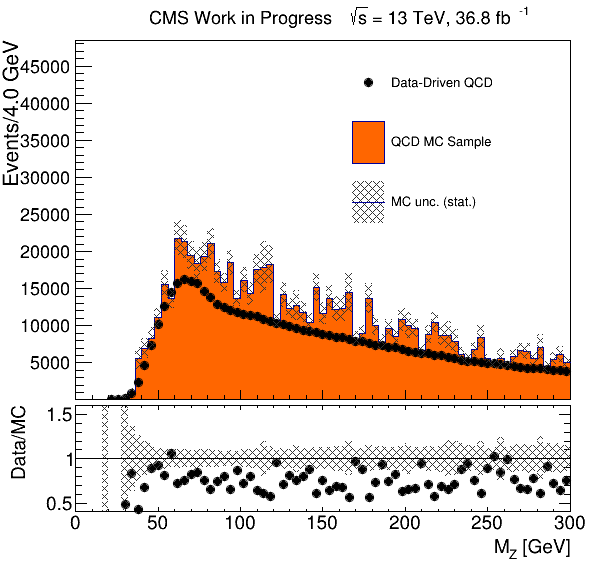 CMS Work in Progress √s = 13 TeV, 36.8 fb -1
Events/4.0 GeV
45000
40000
35000
30000
25000
20000
15000
10000
5000
Data-Driven QCD
QCD MC Sample
MC unc. (stat.)
Data/MC
1.5
1
0.5
0 50 100 150 200 250 300
M_Z [GeV]